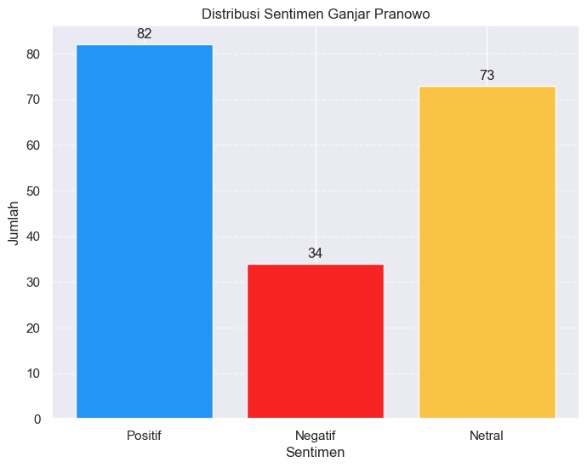 Distribusi Sentimen Ganjar Pranowo
82
73
34
Jumlah
80
70
60
50
40
30
20
10
0
Positif
Negatif
Netral
Sentimen